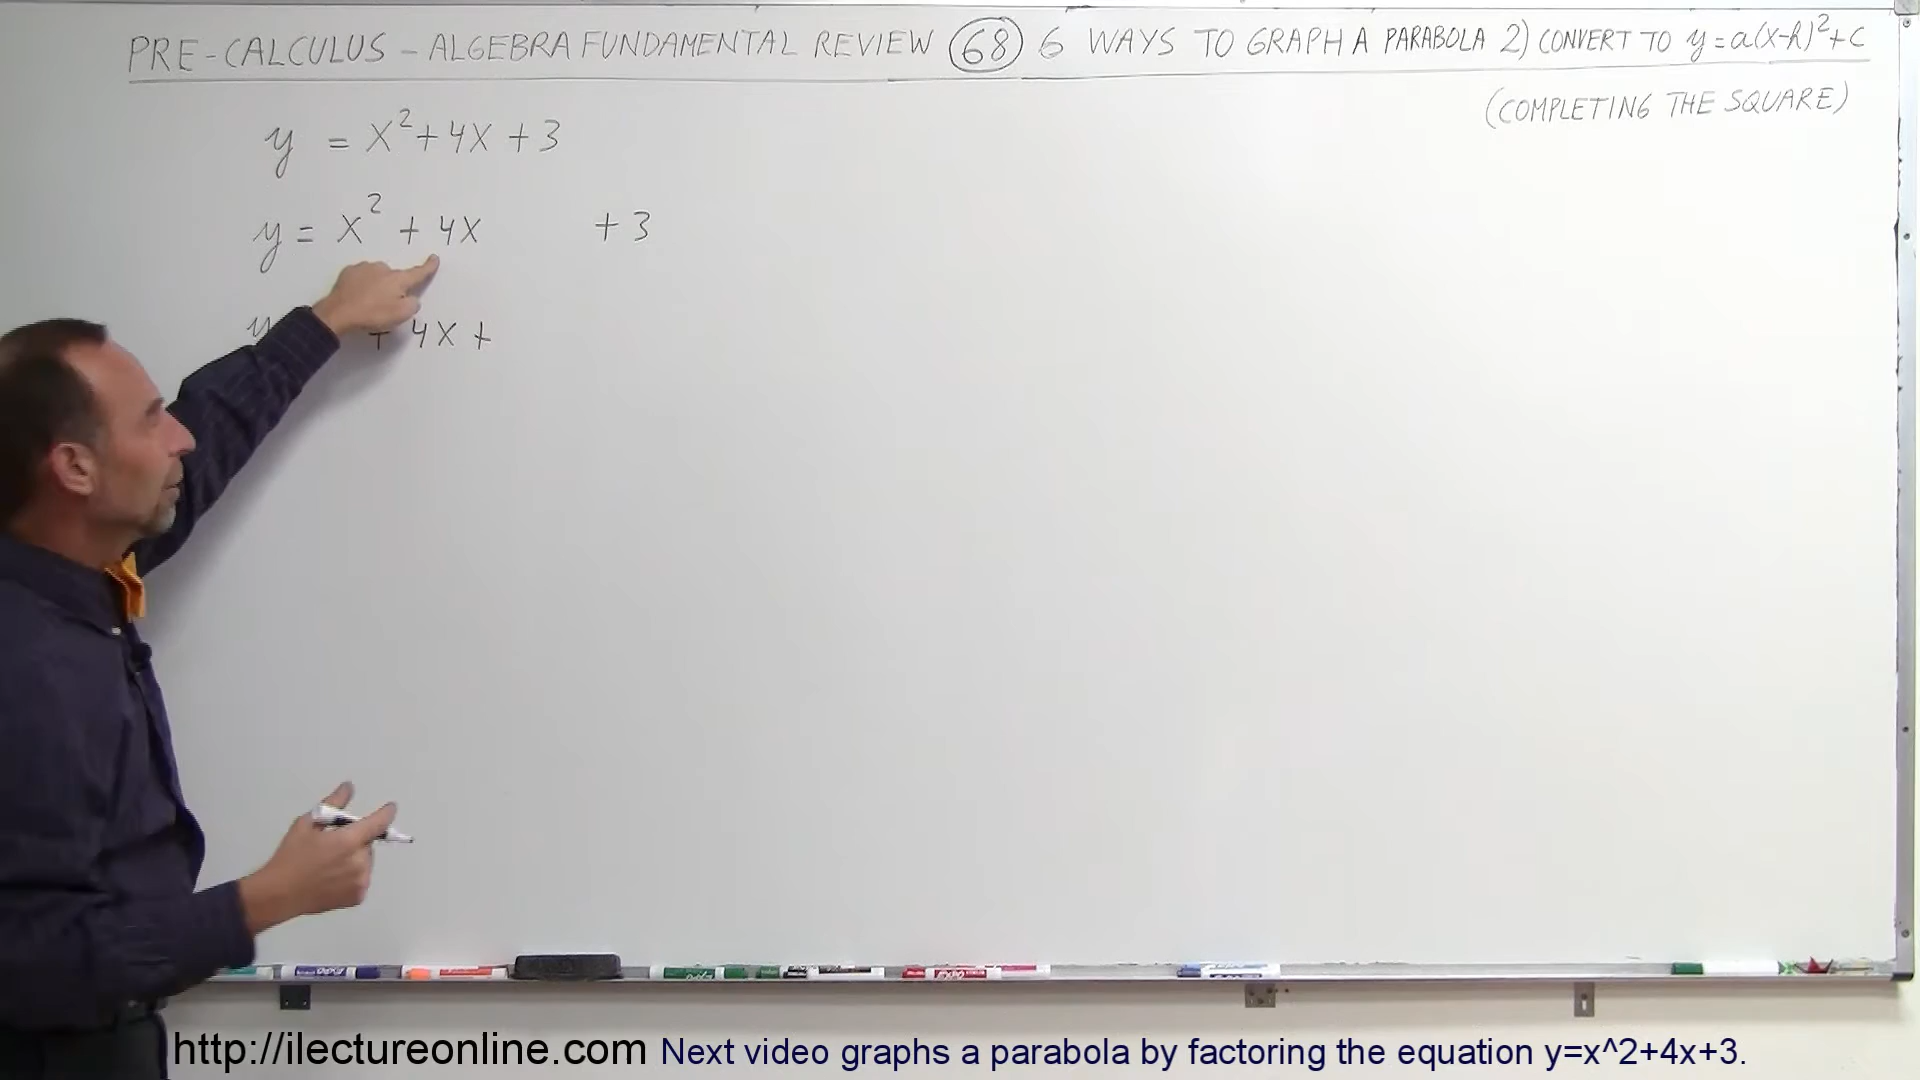 PRE-CALCULUS - ALGEBRA FUNDAMENTAL REVIEW 68 6 WAYS TO GRAPH A PARABOLA 2) CONVERT TO y=a(x-h)²+c
(COMPLETING THE SQUARE)
y = x²+4x+3
y = x² + 4x +3
y + 4x +
http://ilectureonline.com Next video graphs a parabola by factoring the equation y=x^2+4x+3.